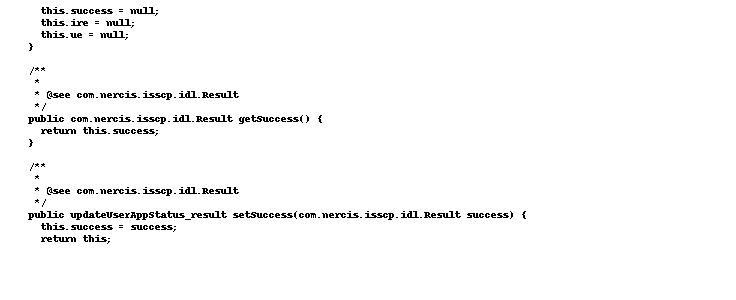 this.success = null;
this.ire = null;
this.ue = null;
}
/**
*
* @see com.nercis.isscp.idl.Result
*/
public com.nercis.isscp.idl.Result getSuccess() {
return this.success;
}
/**
*
* @see com.nercis.isscp.idl.Result
*/
public updateUserAppStatus_result setSuccess(com.nercis.isscp.idl.Result success) {
this.success = success;
return this;